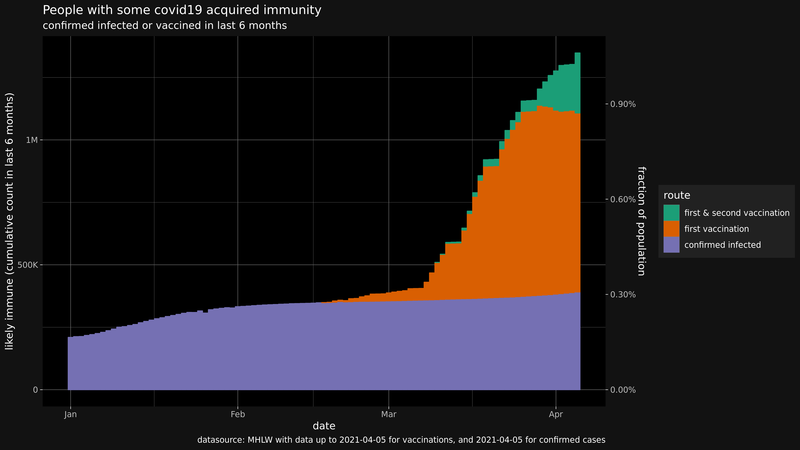 People with some covid19 acquired immunity
confirmed infected or vaccined in last 6 months
likely immune (cumulative count in last 6 months)
1M
500K
0
0.90%
0.60%
0.30%
0.00%
fraction of population
Jan
Feb
Mar
Apr
date
route
first & second vaccination
first vaccination
confirmed infected
datasource: MHLW with data up to 2021-04-05 for vaccinations, and 2021-04-05 for confirmed cases